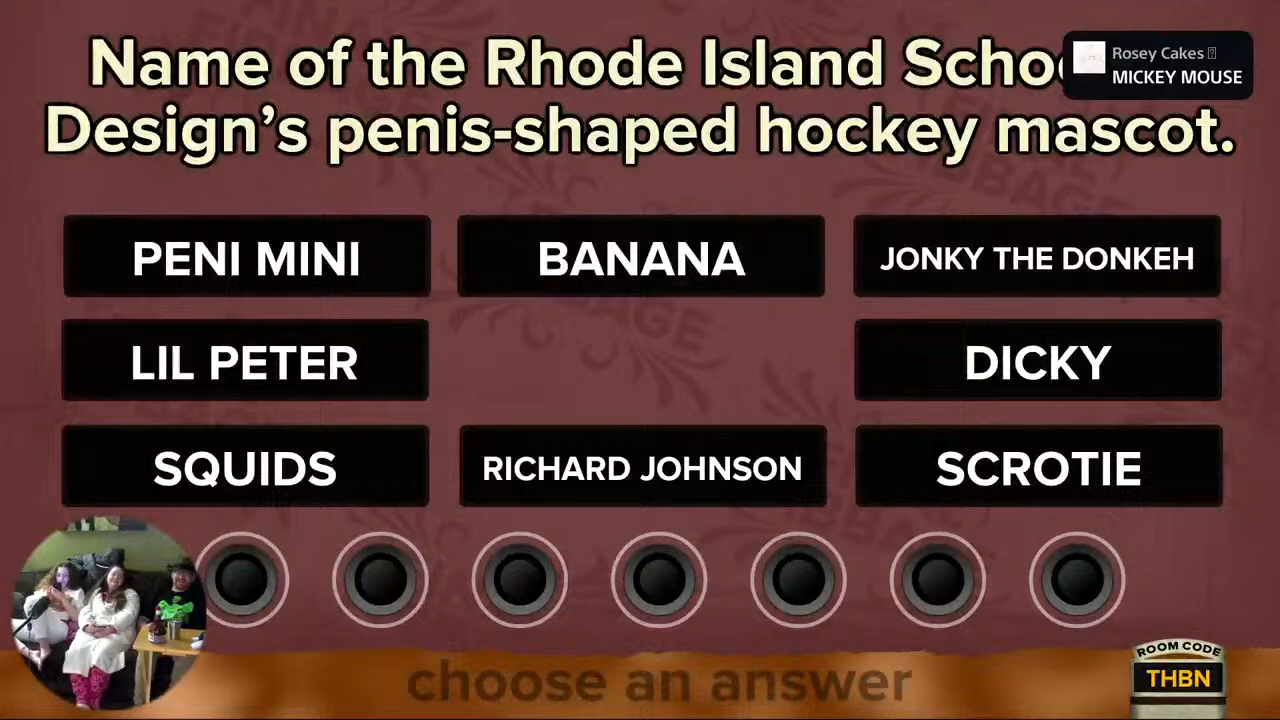 Name of the Rhode Island Schoo
Design's penis-shaped hockey mascot.
Rosey Cakes
MICKEY MOUSE
PENI MINI
BANANA
JONKY THE DONKEH
LIL PETER
DICKY
SQUIDS
RICHARD JOHNSON
SCROTIE
choose an answer
ROOM CODE
THBN